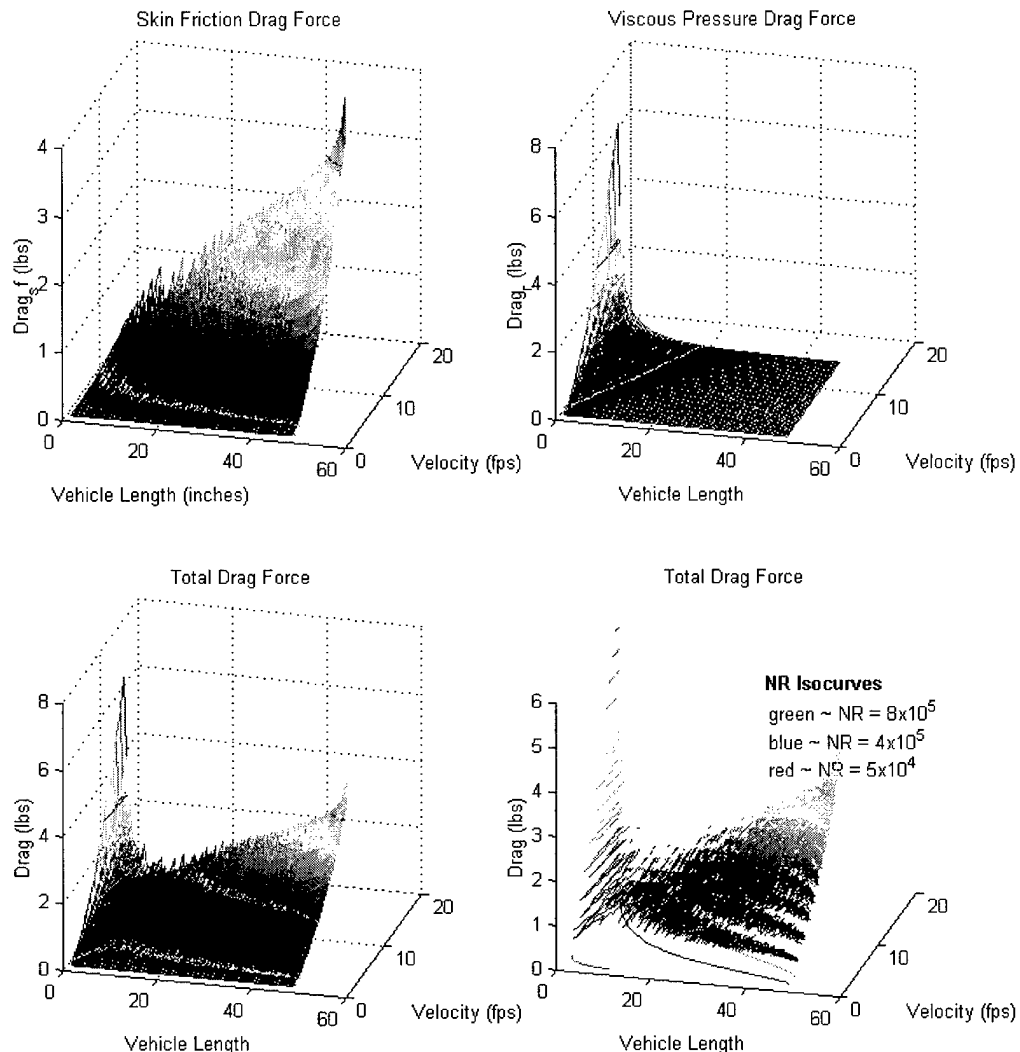 Skin Friction Drag Force
4
3
2
1
0
Drag_s f (lbs)
0
20
40
60
0
10
20
Velocity (fps)
Vehicle Length (inches)
Viscous Pressure Drag Force
8
6
4
2
0
Drag_r (lbs)
0
20
40
60
0
10
20
Velocity (fps)
Vehicle Length
Total Drag Force
8
6
4
2
0
Drag (lbs)
0
20
40
60
0
10
20
Velocity (fps)
Vehicle Length
Total Drag Force
NR Isocurves
green ~ NR = 8x10^5
blue ~ NR = 4x10^5
red ~ NR = 5x10^4
6
5
4
3
2
1
0
Drag (lbs)
0
20
40
60
0
10
20
Velocity (fps)
Vehicle Length